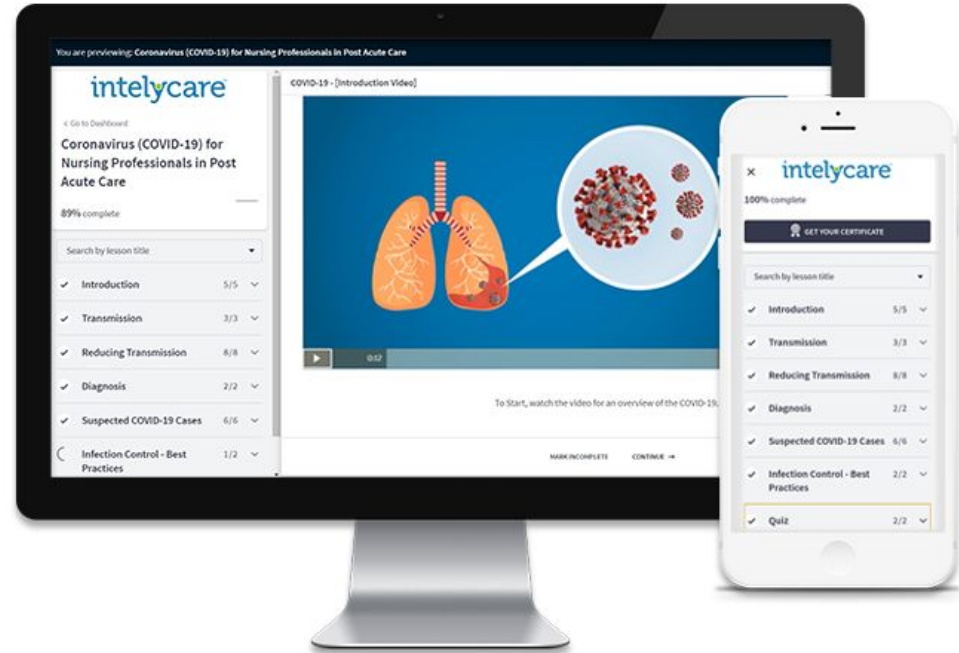 You are previewing: Coronavirus (COVID-19) for Nursing Professionals in Post Acute Care
intelycare
< Go to Dashboard
Coronavirus (COVID-19) for
Nursing Professionals in Post
Acute Care
89% complete
Search by lesson title
Introduction 5/5
Transmission 3/3
Reducing Transmission 8/8
Diagnosis 2/2
Suspected COVID-19 Cases 6/6
Infection Control - Best 1/2
Practices
COVID-19 - [Introduction Video]
0:12
To Start, watch the video for an overview of the COVID-19.
MARK INCOMPLETE CONTINUE →
× intelycare
100% complete
GET YOUR CERTIFICATE
Search by lesson title
Introduction 5/5
Transmission 3/3
Reducing Transmission 8/8
Diagnosis 2/2
Suspected COVID-19 Cases 6/6
Infection Control - Best 2/2
Practices
Quiz 2/2